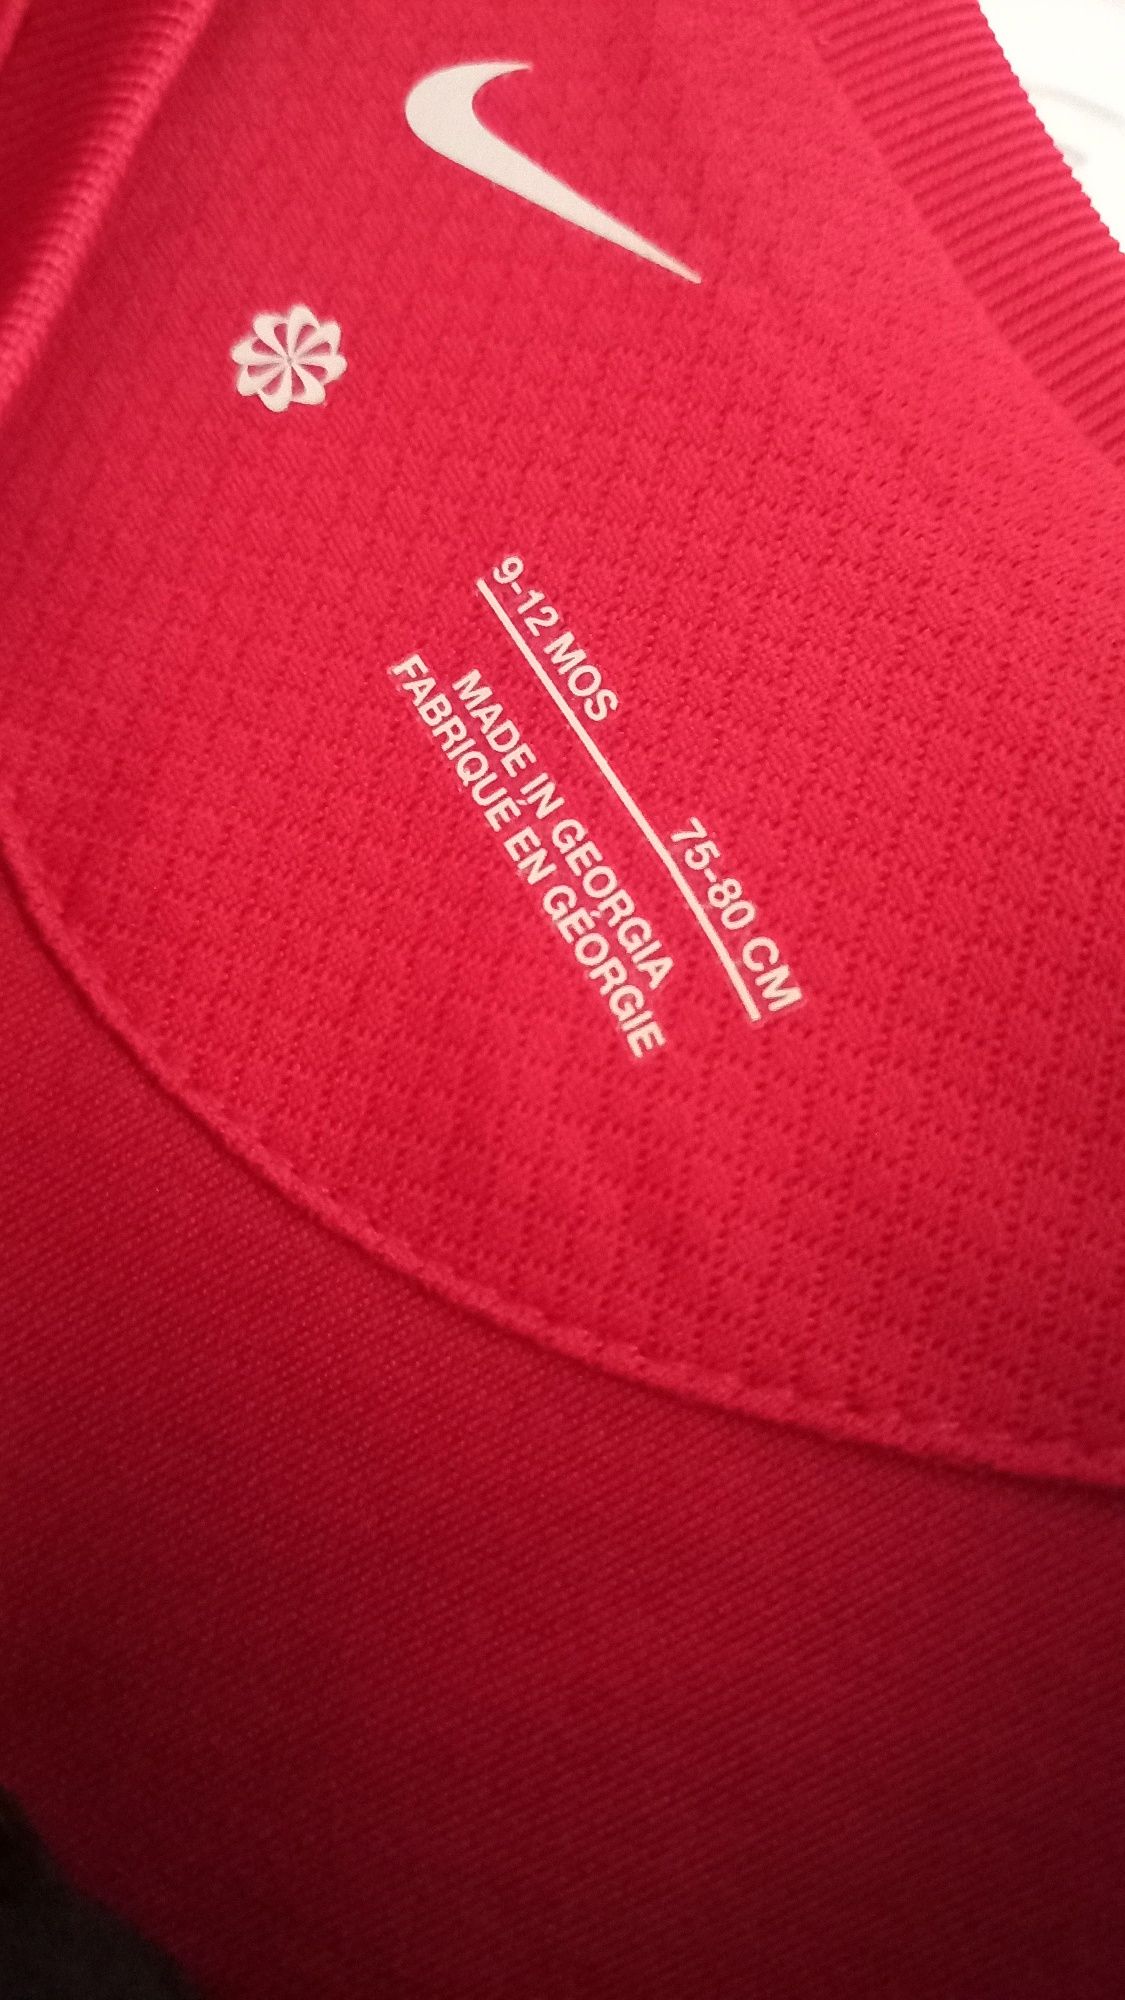 9-12 MOS 75-80 CM
MADE IN GEORGIA
FABRIQUÉ EN GÉORGIE